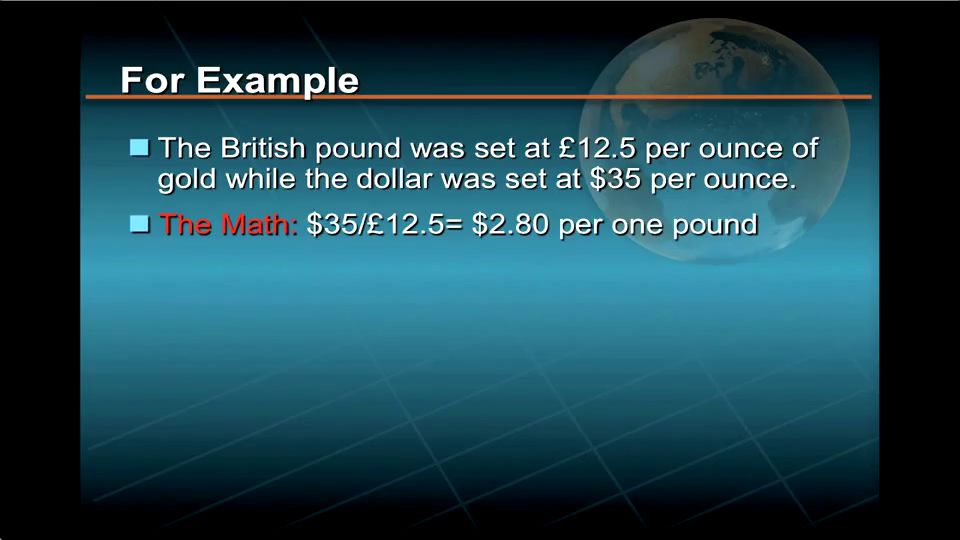 For Example
The British pound was set at £12.5 per ounce of
gold while the dollar was set at $35 per ounce.
The Math: $35/£12.5= $2.80 per one pound